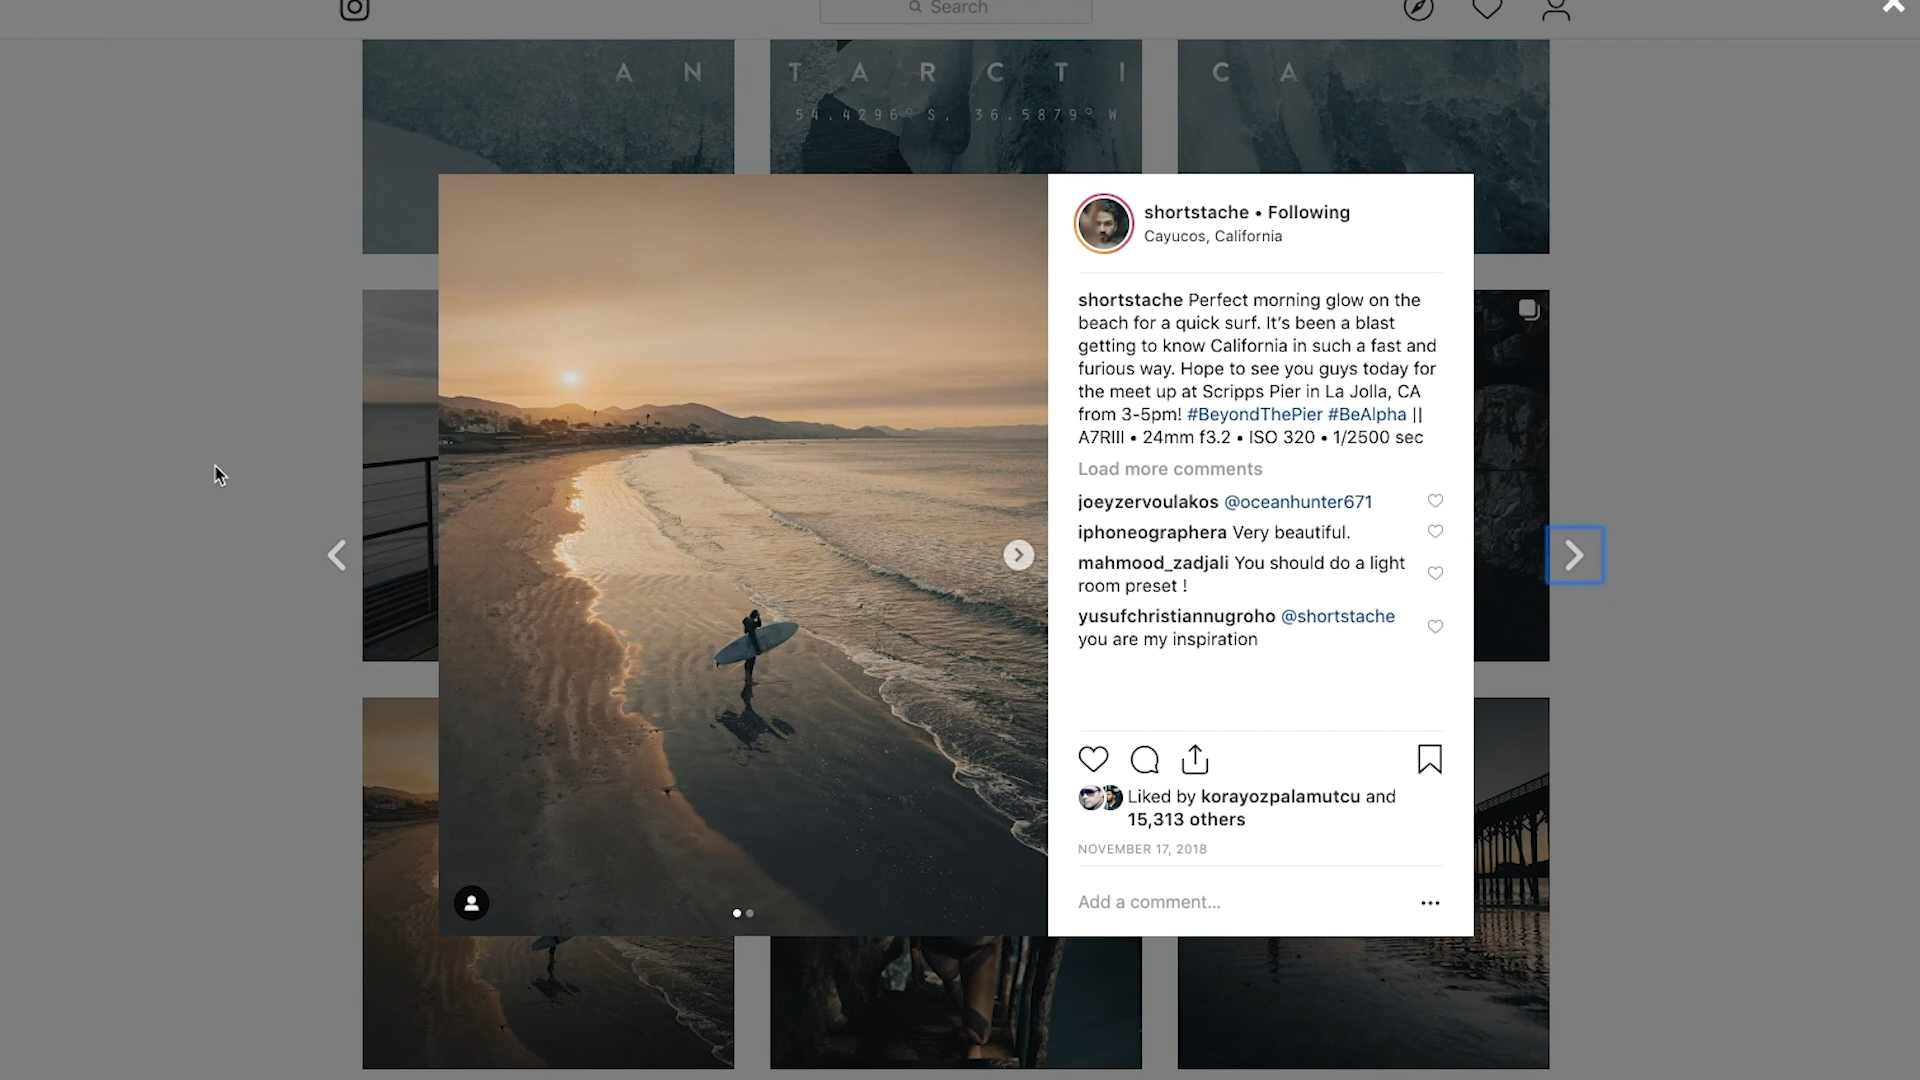 Search
A N T A R C T I C A
54.4296° S, 36.5879° W
shortstache • Following
Cayucos, California
shortstache Perfect morning glow on the
beach for a quick surf. It’s been a blast
getting to know California in such a fast and
furious way. Hope to see you guys today for
the meet up at Scripps Pier in La Jolla, CA
from 3-5pm! #BeyondThePier #BeAlpha ||
A7RIII • 24mm f3.2 • ISO 320 • 1/2500 sec
Load more comments
joeyzervoulakos @oceanhunter671
iphoneographera Very beautiful.
mahmood_zadjali You should do a light
room preset !
yusufchristiannugroho @shortstache
you are my inspiration
Liked by korayozpalamutcu and
15,313 others
NOVEMBER 17, 2018
Add a comment...